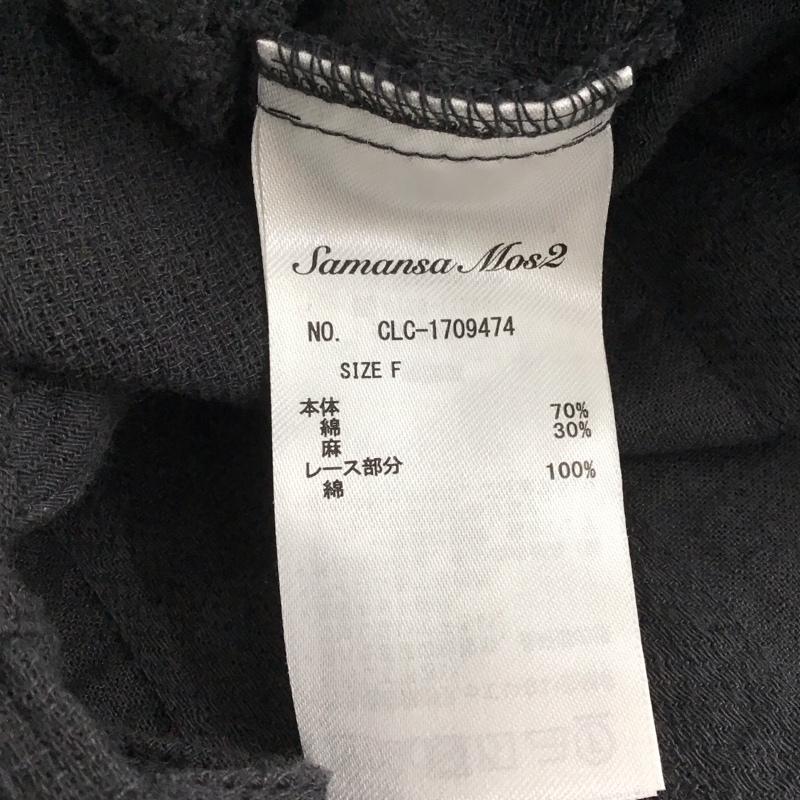 Samansa Mos2
NO. CLC-1709474
SIZE F
本体
綿 70%
麻 30%
レース部分
綿 100%